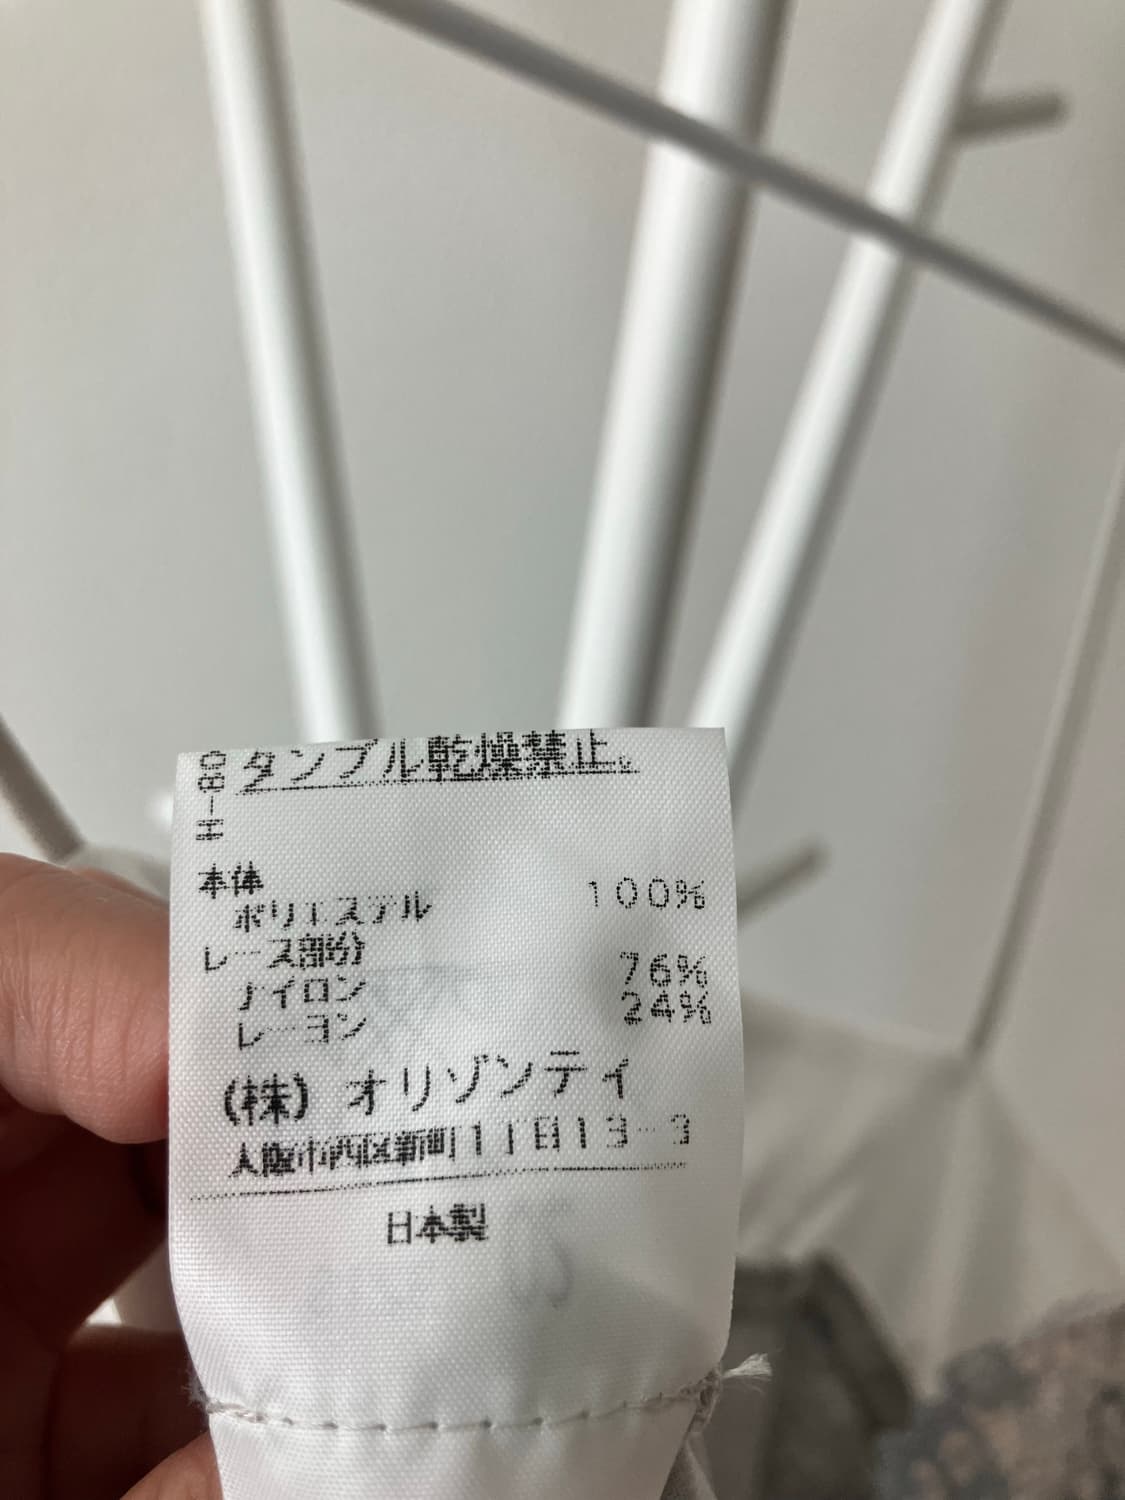 タンブル乾燥禁止。
H-80
本体
ポリエステル 100%
レース部分
ナイロン 76%
レーヨン 24%
(株) オリゾンティ
大阪市西区新町1丁目13-3
日本製